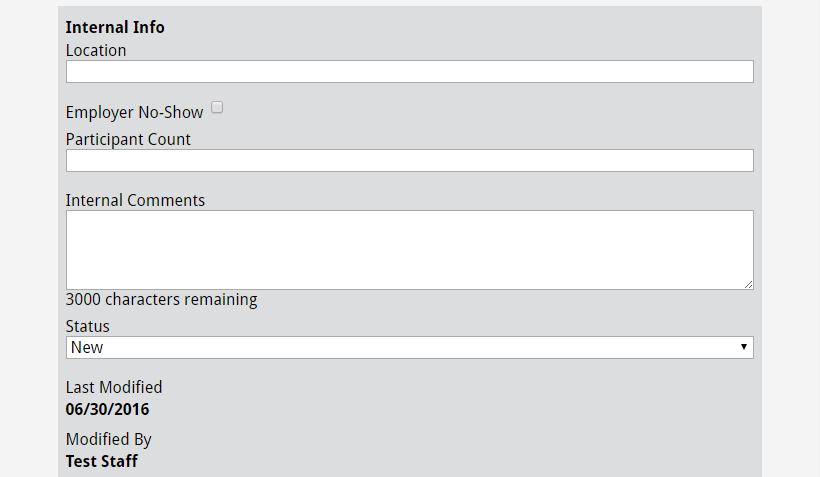 Internal Info
Location
Employer No-Show
Participant Count
Internal Comments
3000 characters remaining
Status
New
Last Modified
06/30/2016
Modified By
Test Staff